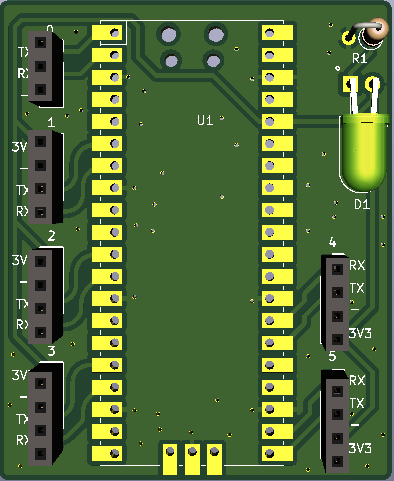 0
TX
RX
R1
1
3V
–
TX
RX
U1
D1
2
3V
–
TX
RX
4
RX
TX
–
3V3
3
3V
–
TX
RX
5
RX
TX
–
3V3